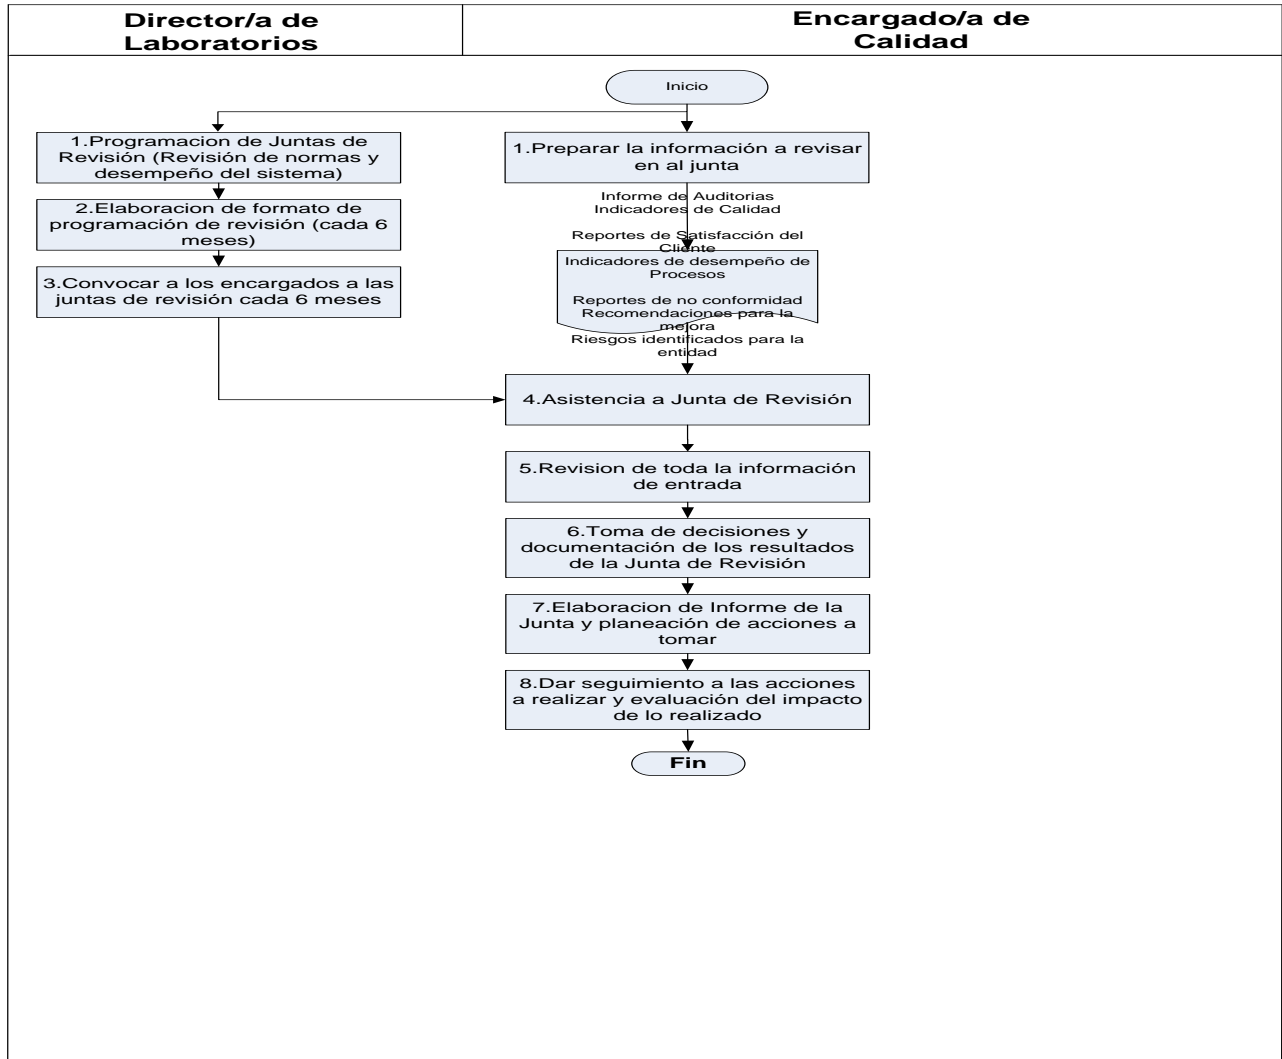 Director/a de
Laboratorios
Encargado/a de
Calidad
Inicio
1.Programacion de Juntas de
Revisión (Revisión de normas y
desempeño del sistema)
2.Elaboracion de formato de
programación de revisión (cada 6
meses)
3.Convocar a los encargados a las
juntas de revisión cada 6 meses
1.Preparar la información a revisar
en al junta
Informe de Auditorias
Indicadores de Calidad
Reportes de Satisfacción del
Cliente
Indicadores de desempeño de
Procesos
Reportes de no conformidad
Recomendaciones para la
mejora
Riesgos identificados para la
entidad
4.Asistencia a Junta de Revisión
5.Revision de toda la información
de entrada
6.Toma de decisiones y
documentación de los resultados
de la Junta de Revisión
7.Elaboracion de Informe de la
Junta y planeación de acciones a
tomar
8.Dar seguimiento a las acciones
a realizar y evaluación del impacto
de lo realizado
Fin